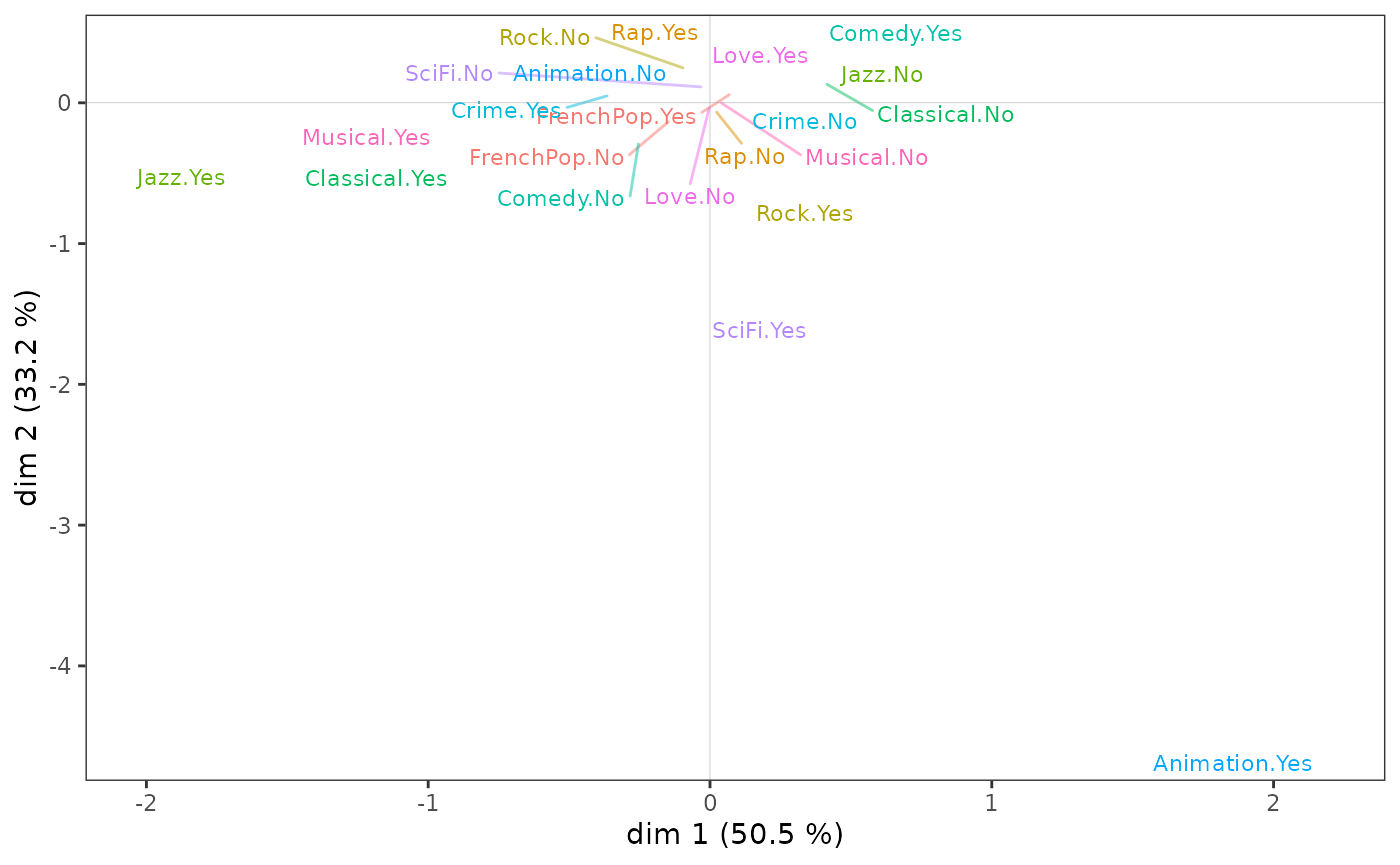 Rock.No
Rap.Yes
Comedy.Yes
Love.Yes
SciFi.No
Animation.No
Jazz.No
Crime.Yes
FrenchPop.Yes
Crime.No
Classical.No
Musical.Yes
FrenchPop.No
Rap.No
Musical.No
Jazz.Yes
Classical.Yes
Comedy.No
Love.No
Rock.Yes
SciFi.Yes
Animation.Yes
0
-1
-2
-3
-4
dim 2 (33.2 %)
-2
-1
0
1
2
dim 1 (50.5 %)